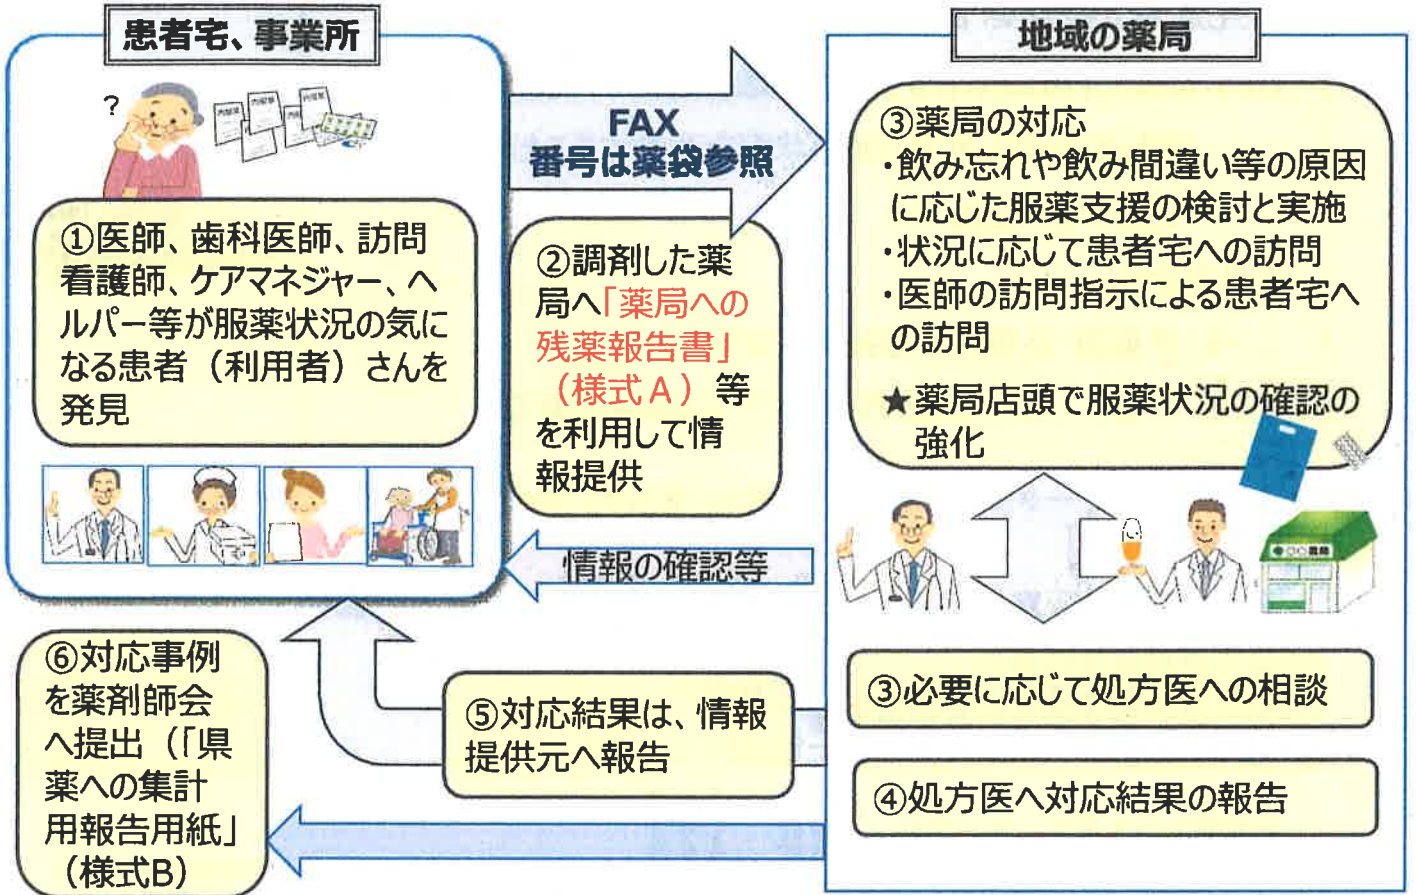 患者宅、事業所
?
内服薬
内服薬
①医師、歯科医師、訪問
看護師、ケアマネジャー、ヘ
ルパー等が服薬状況の気に
なる患者（利用者）さんを
発見
FAX
番号は薬袋参照
②調剤した薬
局へ「薬局への
残薬報告書」
（様式A）等
を利用して情
報提供
情報の確認等
地域の薬局
③薬局の対応
・飲み忘れや飲み間違い等の原因
に応じた服薬支援の検討と実施
・状況に応じて患者宅への訪問
・医師の訪問指示による患者宅へ
の訪問
★薬局店頭で服薬状況の確認の
強化
○○薬局
③必要に応じて処方医への相談
④処方医へ対応結果の報告
⑤対応結果は、情報
提供元へ報告
⑥対応事例
を薬剤師会
へ提出（「県
薬への集計
用報告用紙」
（様式B）